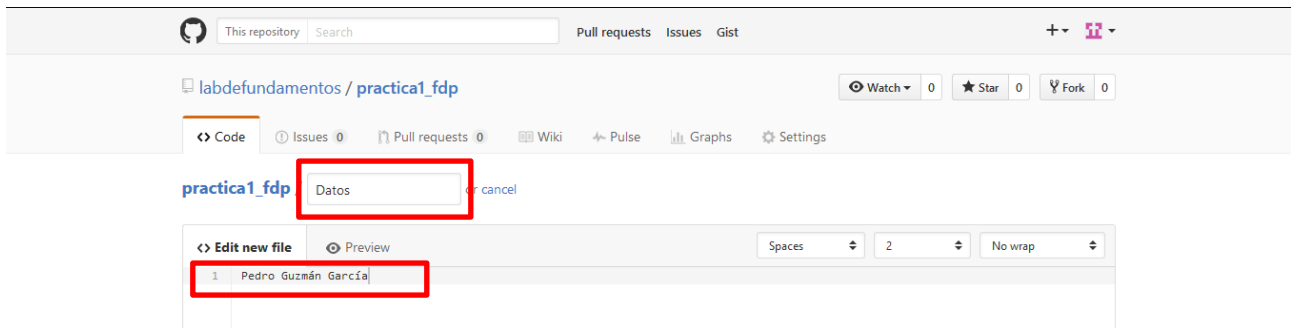 This repository Search Pull requests Issues Gist
labdefundamentos / practica1_fdp Watch 0 Star 0 Fork 0
Code Issues 0 Pull requests 0 Wiki Pulse Graphs Settings
practica1_fdp / Datos or cancel
Edit new file Preview Spaces 2 No wrap
1 Pedro Guzmán García